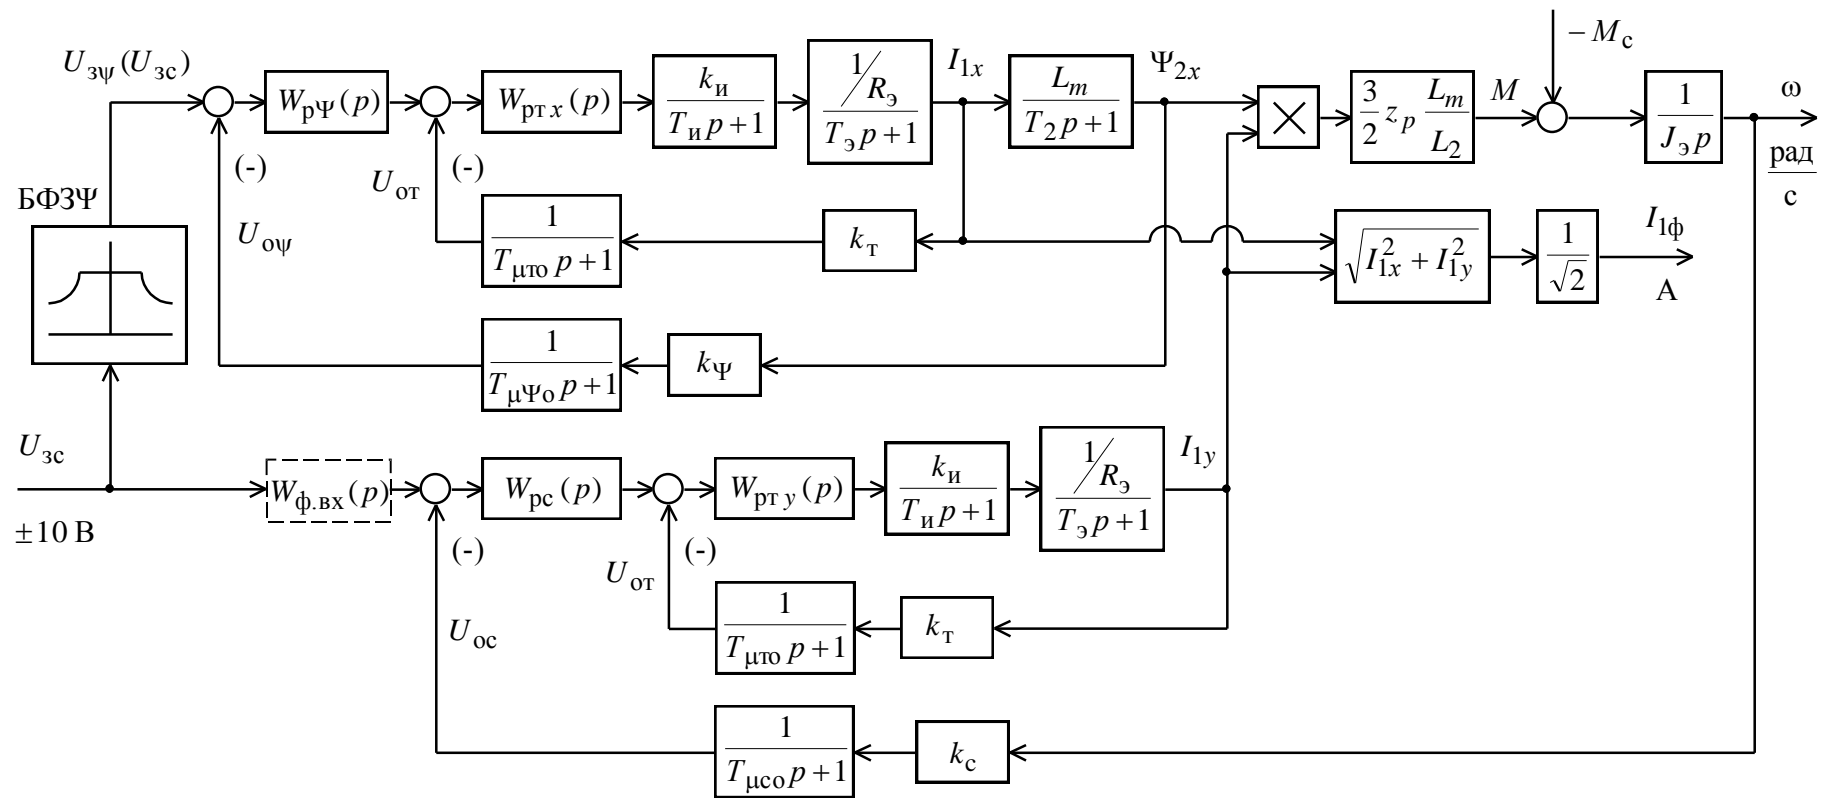 U_зψ(U_зс)
W_рΨ(p)
W_рт x(p)
k_и
T_и p+1
1/R_э
T_э p+1
I_1x
L_m
T_2 p+1
Ψ_2x
×
3/2 z_p L_m/L_2
M
−M_с
1
J_э p
ω
рад
с
(-)
U_от
(-)
БФЗΨ
U_оψ
1
T_μто p+1
k_т
√(I_1x^2+I_1y^2)
1
√2
I_1ф
А
1
T_μΨо p+1
k_Ψ
U_зс
±10 В
W_ф.вх(p)
W_рс(p)
W_рт y(p)
k_и
T_и p+1
1/R_э
T_э p+1
I_1y
(-)
U_от
(-)
U_ос
1
T_μто p+1
k_т
1
T_μсо p+1
k_с